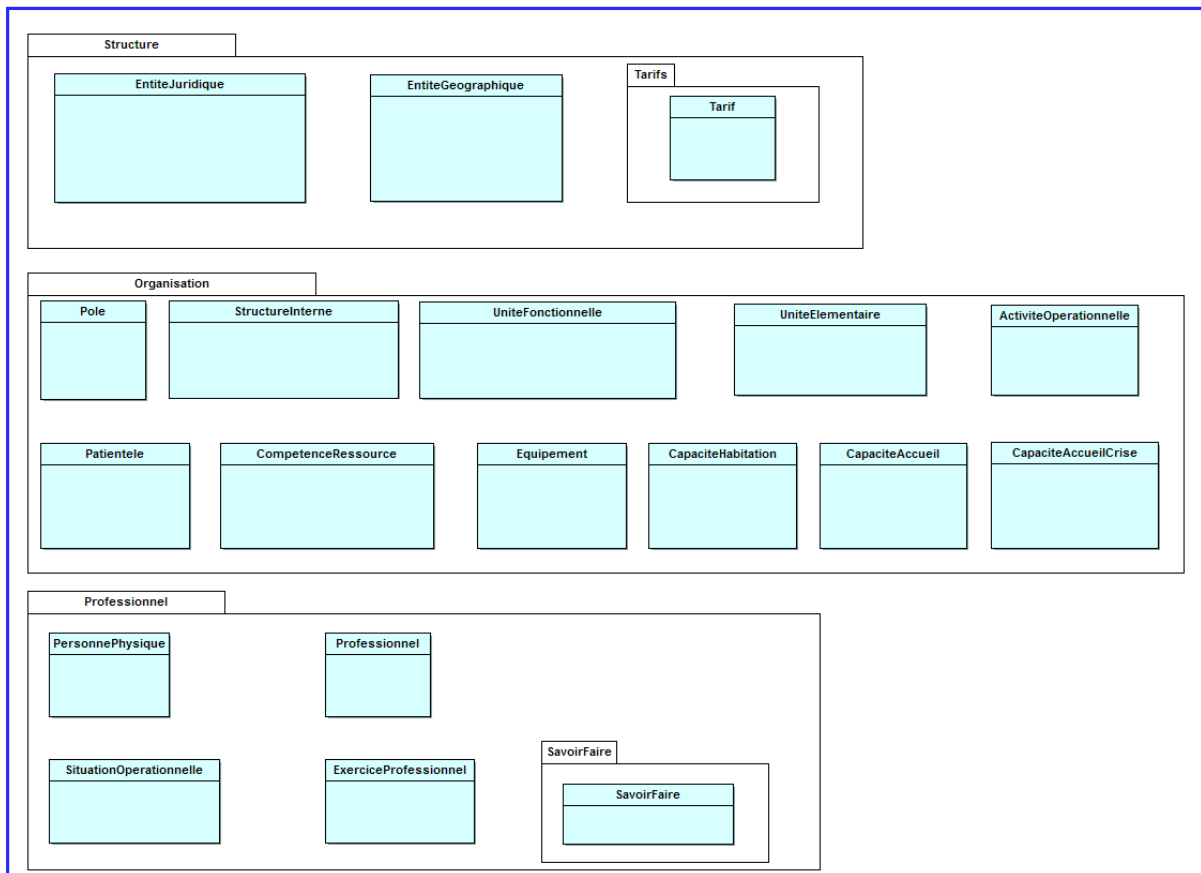 Structure
EntiteJuridique
EntiteGeographique
Tarifs
Tarif
Organisation
Pole
StructureInterne
UniteFonctionnelle
UniteElementaire
ActiviteOperationnelle
Patientele
CompetenceRessource
Equipement
CapaciteHabitation
CapaciteAccueil
CapaciteAccueilCrise
Professionnel
PersonnePhysique
Professionnel
SituationOperationnelle
ExerciceProfessionnel
SavoirFaire
SavoirFaire